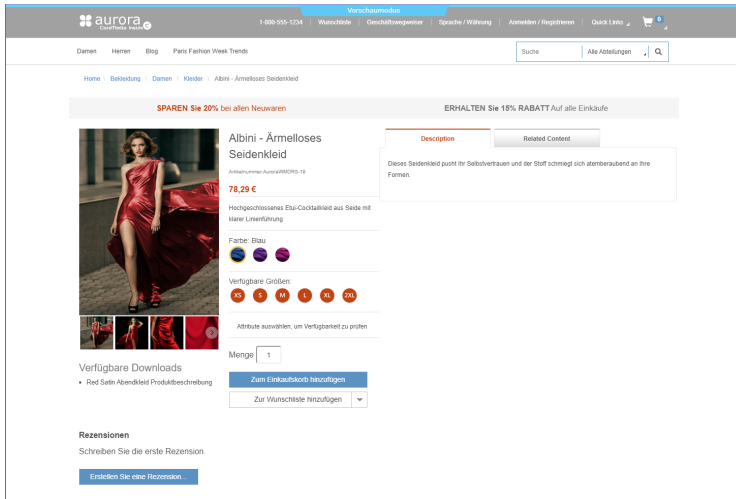 Vorschaumodus
aurora
CoreMedia inside
1-800-555-1234 Wunschliste Geschäftswegweiser Sprache / Währung Anmelden / Registrieren Quick Links 0
Damen Herren Blog Paris Fashion Week Trends Suche Alle Abteilungen
Home \ Bekleidung \ Damen \ Kleider \ Albini - Ärmelloses Seidenkleid
SPAREN Sie 20% bei allen Neuwaren ERHALTEN Sie 15% RABATT Auf alle Einkäufe
Albini - Ärmelloses
Seidenkleid
Artikelnummer:AuroraWMDRS-19
78,29 €
Hochgeschlossenes Etui-Cocktailkleid aus Seide mit
klarer Linienführung
Farbe: Blau
Verfügbare Größen:
XS S M L XL 2XL
Attribute auswählen, um Verfügbarkeit zu prüfen
Menge 1
Zum Einkaufskorb hinzufügen
Zur Wunschliste hinzufügen
Description Related Content
Dieses Seidenkleid pusht Ihr Selbstvertrauen und der Stoff schmiegt sich atemberaubend an Ihre
Formen.
Verfügbare Downloads
• Red Satin Abendkleid Produktbeschreibung
Rezensionen
Schreiben Sie die erste Rezension.
Erstellen Sie eine Rezension...